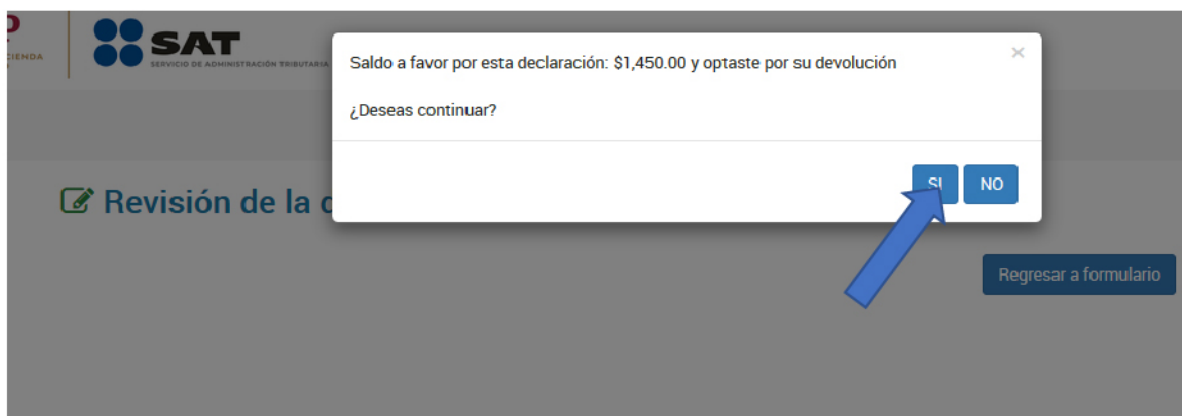 CIENDA
SAT
SERVICIO DE ADMINISTRACIÓN TRIBUTARIA
Saldo a favor por esta declaración: $1,450.00 y optaste por su devolución
×
¿Deseas continuar?
SI
NO
Revisión de la d
Regresar a formulario